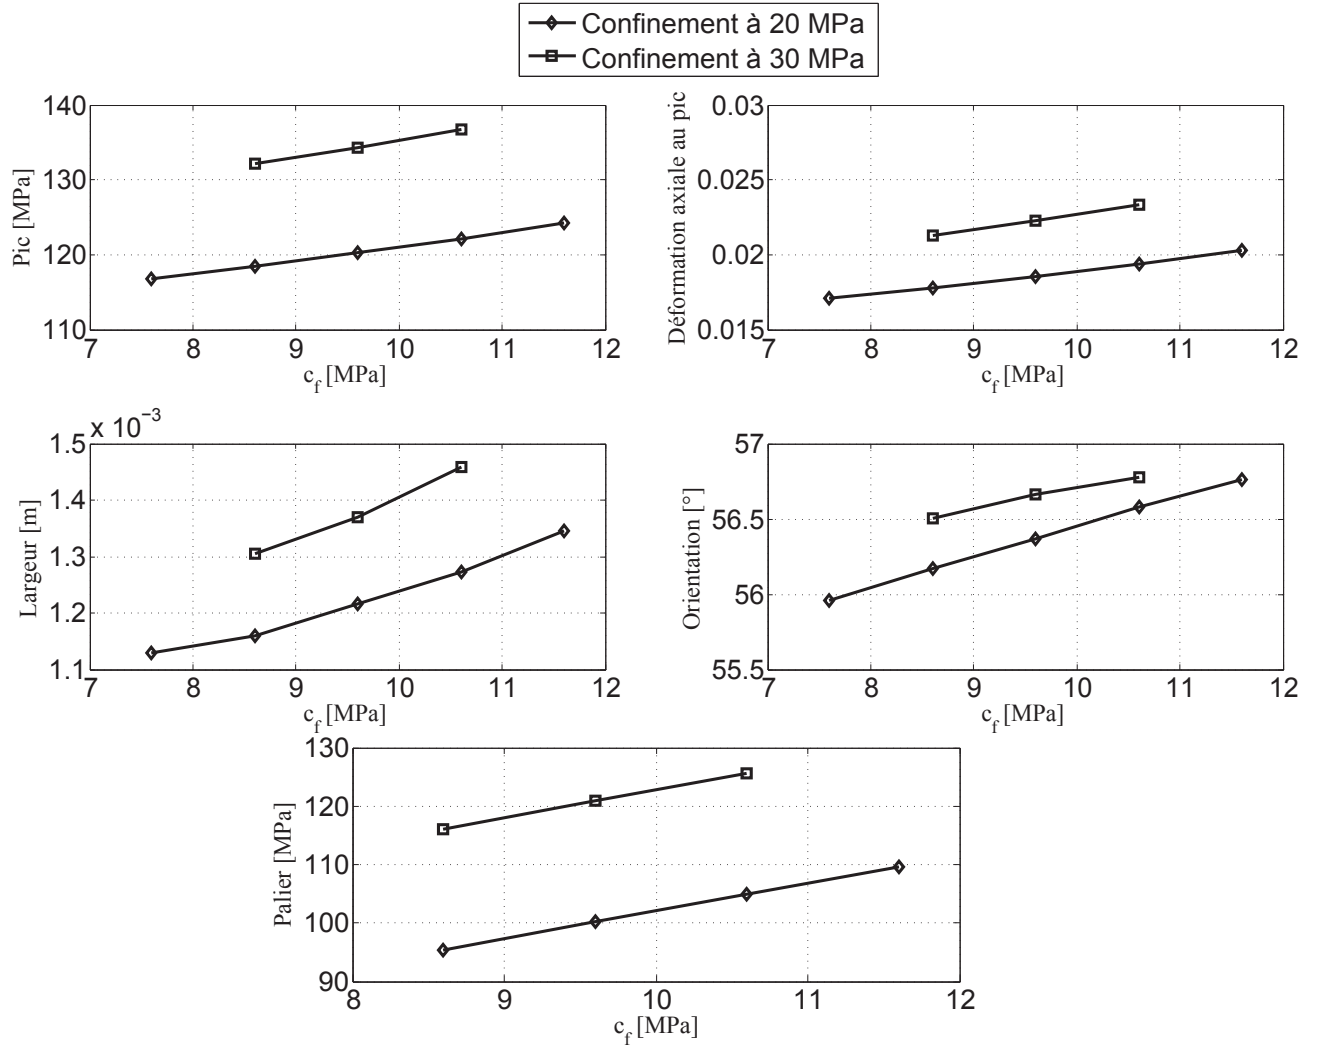 Confinement à 20 MPa
Confinement à 30 MPa
140
130
120
110
Pic [MPa]
7 8 9 10 11 12
c_f [MPa]
0.03
0.025
0.02
0.015
Déformation axiale au pic
7 8 9 10 11 12
c_f [MPa]
x 10⁻³
1.5
1.4
1.3
1.2
1.1
Largeur [m]
7 8 9 10 11 12
c_f [MPa]
57
56.5
56
55.5
Orientation [°]
7 8 9 10 11 12
c_f [MPa]
130
120
110
100
90
Palier [MPa]
8 9 10 11 12
c_f [MPa]